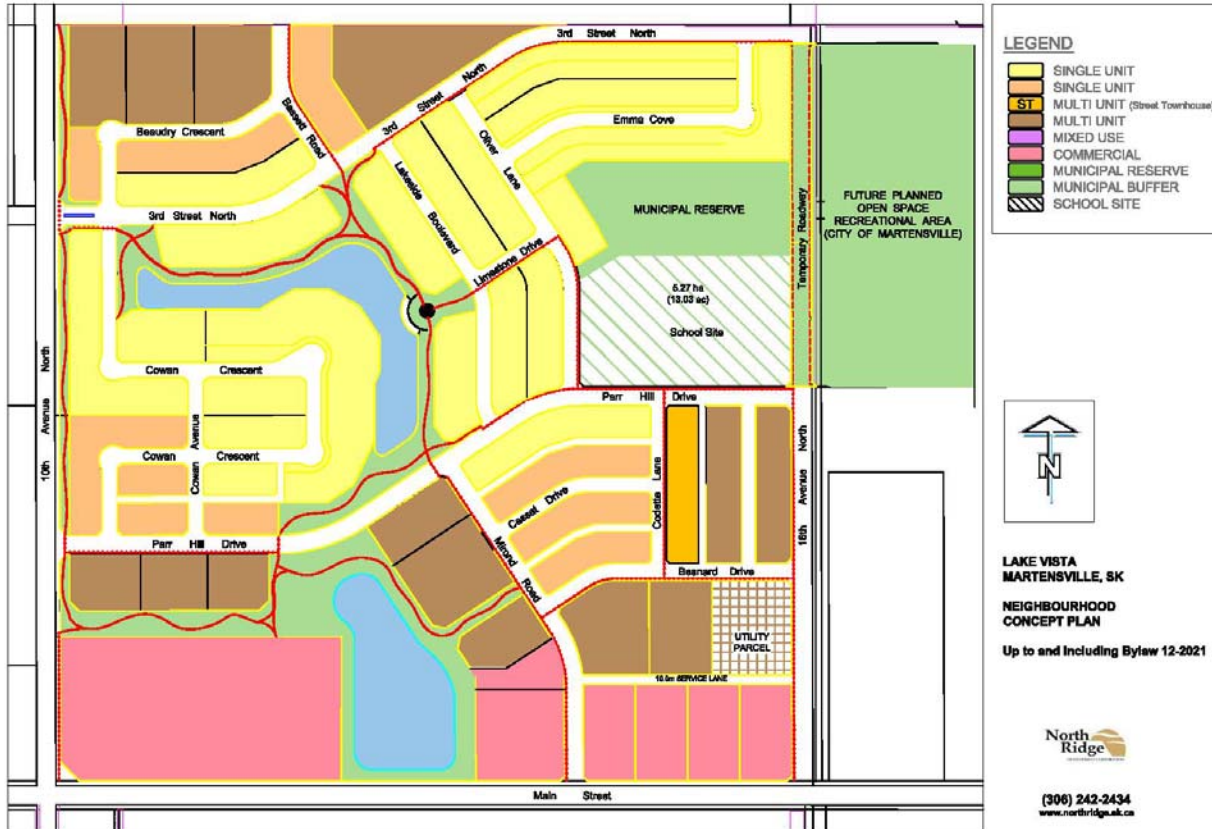 3rd Street North
3rd Street North
Beaudry Crescent
Bassett Road
Oliver Lane
Emma Cove
Lakeside Boulevard
3rd Street North
Limestone Drive
MUNICIPAL RESERVE
Temporary Roadway
FUTURE PLANNED
OPEN SPACE
RECREATIONAL AREA
(CITY OF MARTENSVILLE)
5.27 ha
(13.03 ac)
School Site
10th Avenue North
Cowan Crescent
Cowan Avenue
Cowan Crescent
Parr Hill Drive
Parr Hill Drive
Casset Drive
Codette Lane
Mirond Road
Besnard Drive
16th Avenue North
UTILITY
PARCEL
10.0m SERVICE LANE
Main Street
LEGEND
SINGLE UNIT
SINGLE UNIT
ST MULTI UNIT (Street Townhouse)
MULTI UNIT
MIXED USE
COMMERCIAL
MUNICIPAL RESERVE
MUNICIPAL BUFFER
SCHOOL SITE
N
LAKE VISTA
MARTENSVILLE, SK
NEIGHBOURHOOD
CONCEPT PLAN
Up to and Including Bylaw 12-2021
North
Ridge
(306) 242-2434
www.northridge.sk.ca